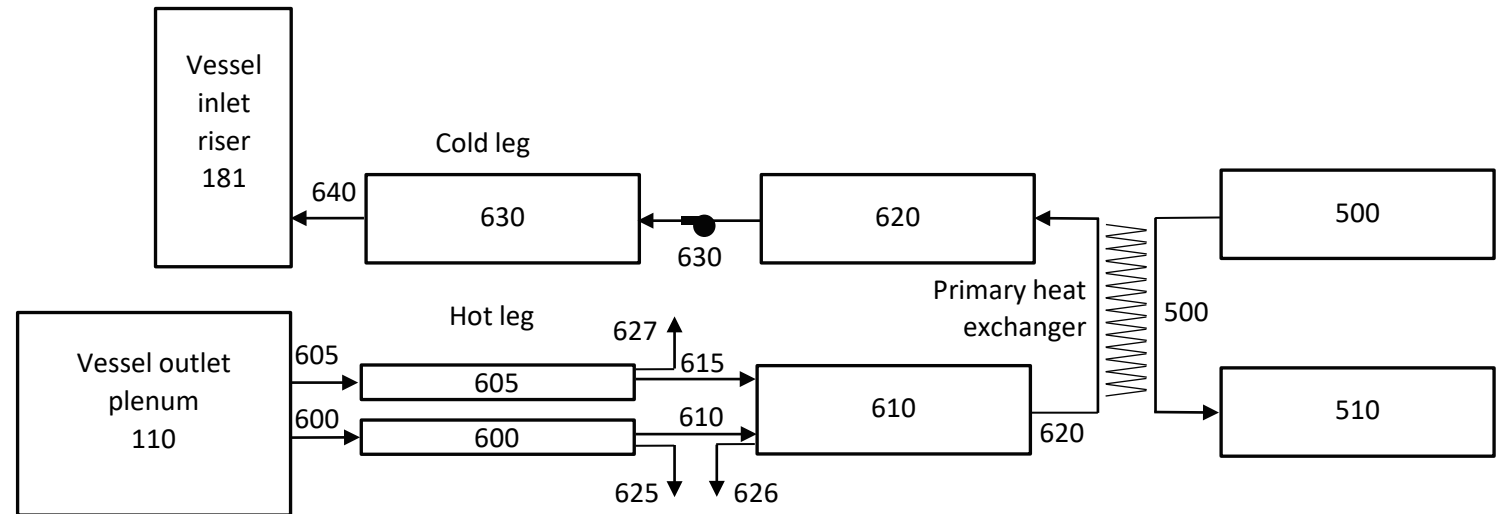 Vessel
inlet
riser
181
Cold leg
640
630
630
620
500
Primary heat
exchanger
500
Hot leg
Vessel outlet
plenum
110
605
600
605
600
627
615
610
625
626
610
620
510